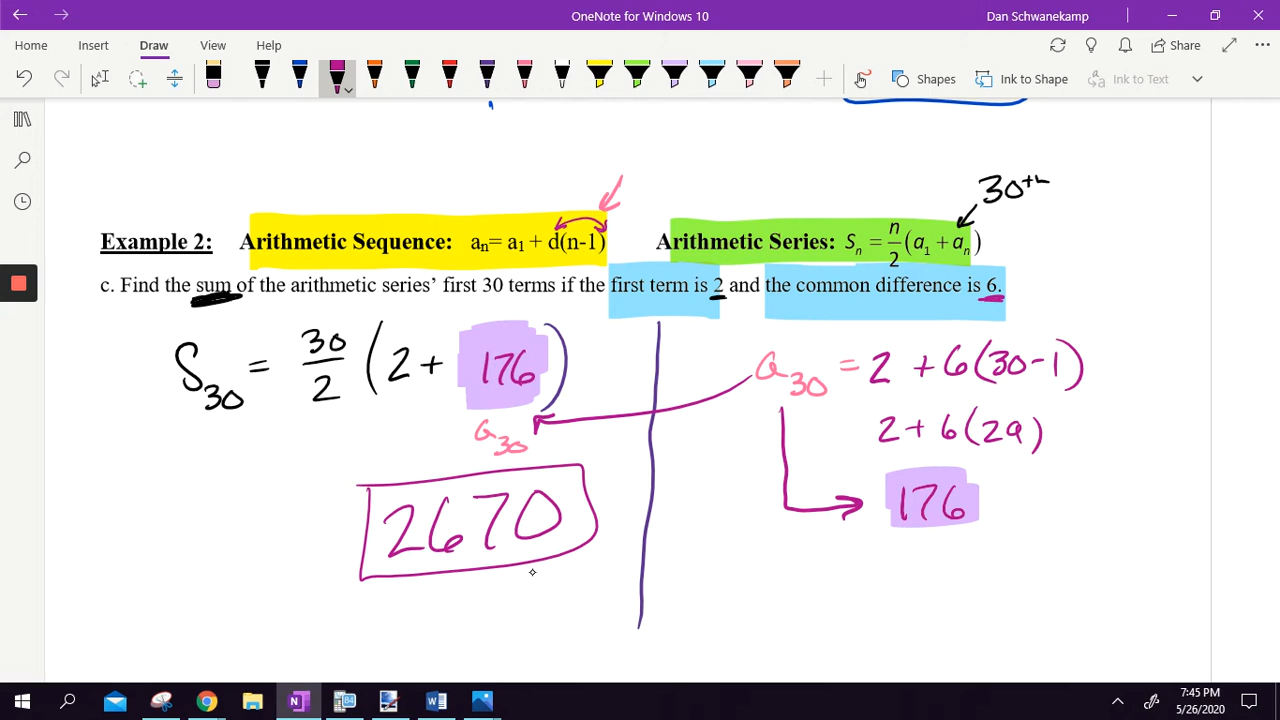 OneNote for Windows 10
Dan Schwanekamp
Home Insert Draw View Help
Share
Shapes Ink to Shape Ink to Text
30th
Example 2: Arithmetic Sequence: an= a1 + d(n-1) Arithmetic Series: Sn = n/2 (a1 + an)
c. Find the sum of the arithmetic series' first 30 terms if the first term is 2 and the common difference is 6.
S30 = 30/2 (2+ 176)
a30
2670
a30 = 2 + 6(30-1)
2+ 6(29)
176
7:45 PM
5/26/2020